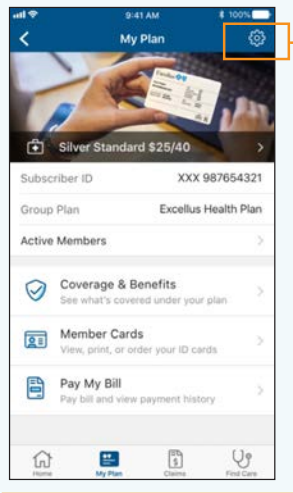 9:41 AM
100%
My Plan
Excellus
Silver Standard $25/40
Subscriber ID XXX 987654321
Group Plan Excellus Health Plan
Active Members
Coverage & Benefits
See what's covered under your plan
Member Cards
View, print, or order your ID cards
Pay My Bill
Pay bill and view payment history
Home My Plan Claims Find Care